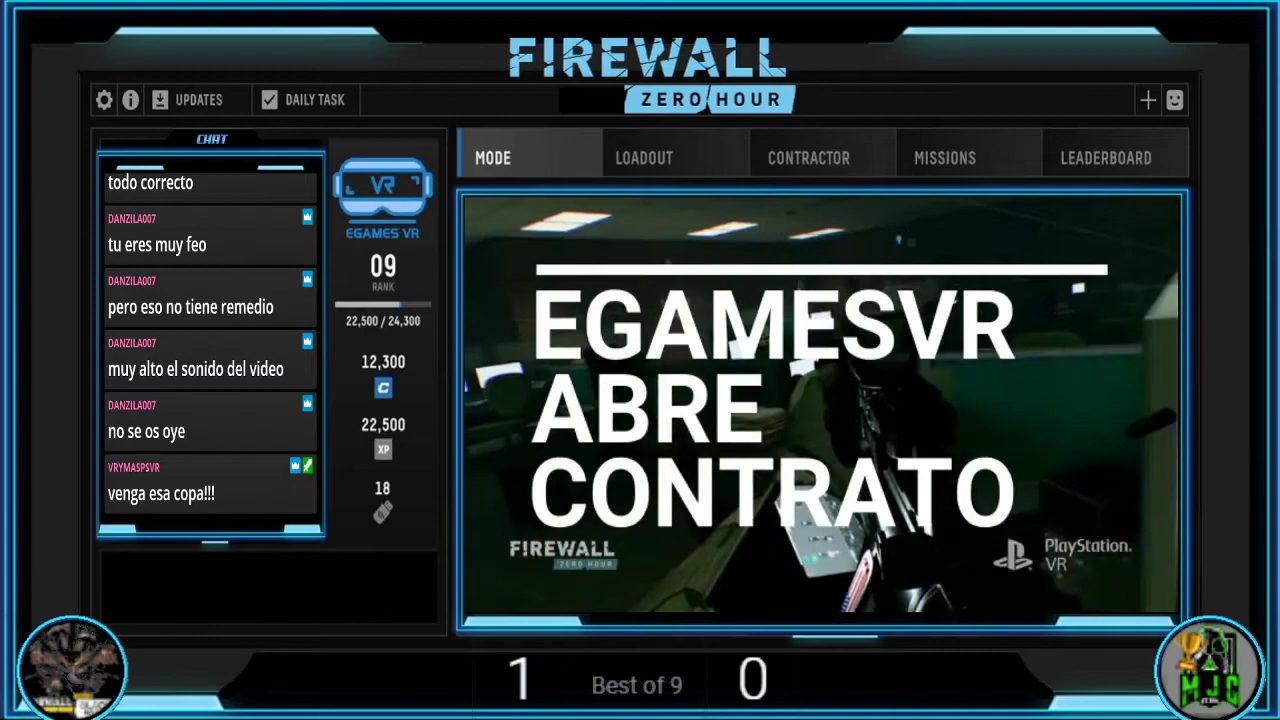 FIREWALL
ZERO HOUR
UPDATES
DAILY TASK
CHAT
todo correcto
DANZILA007
tu eres muy feo
DANZILA007
pero eso no tiene remedio
DANZILA007
muy alto el sonido del video
DANZILA007
no se os oye
VRYMASPSVR
venga esa copa!!!
VR
EGAMES VR
09
RANK
22,500 / 24,300
12,300
C
22,500
XP
18
MODE
LOADOUT
CONTRACTOR
MISSIONS
LEADERBOARD
EGAMESVR
ABRE
CONTRATO
FIREWALL
ZERO HOUR
PlayStation.
VR
1
Best of 9
0
MJC